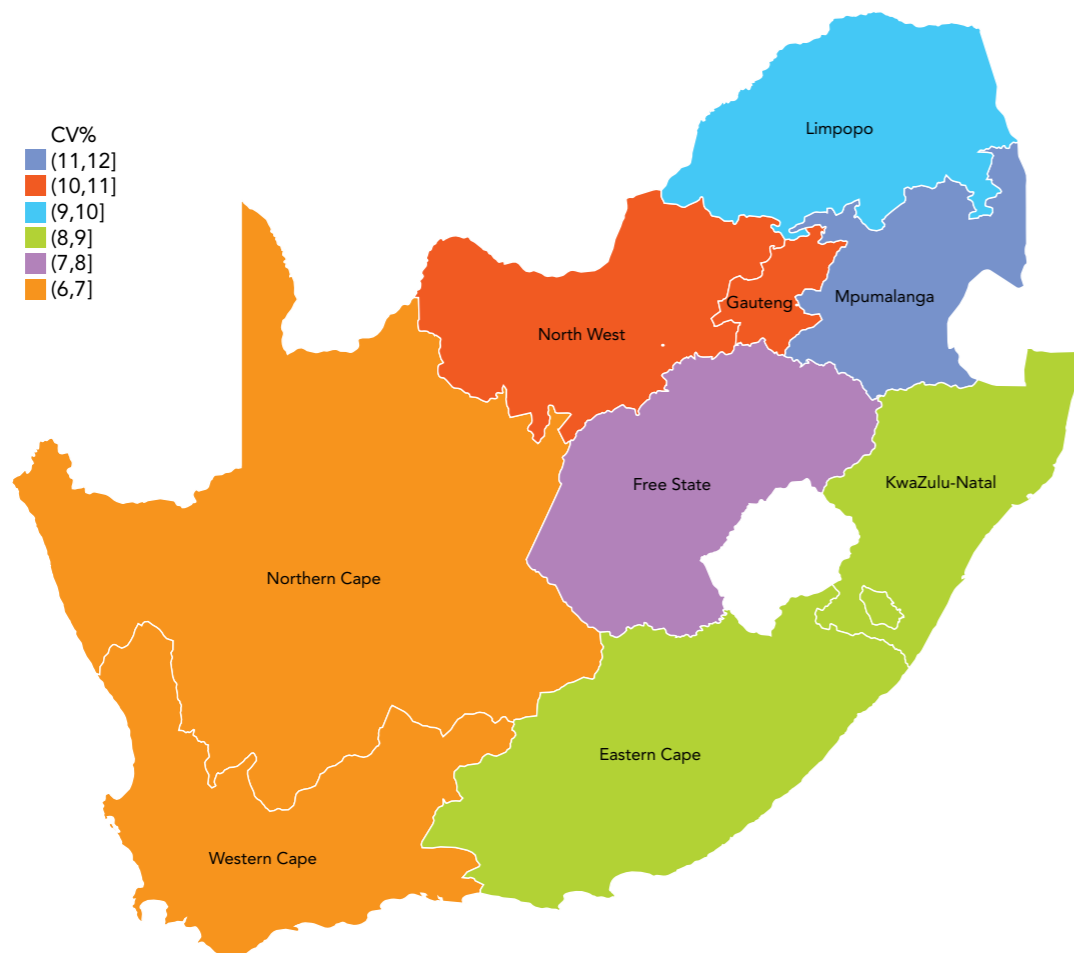 CV%
(11,12]
(10,11]
(9,10]
(8,9]
(7,8]
(6,7]
Limpopo
Mpumalanga
Gauteng
North West
Free State
KwaZulu-Natal
Northern Cape
Eastern Cape
Western Cape